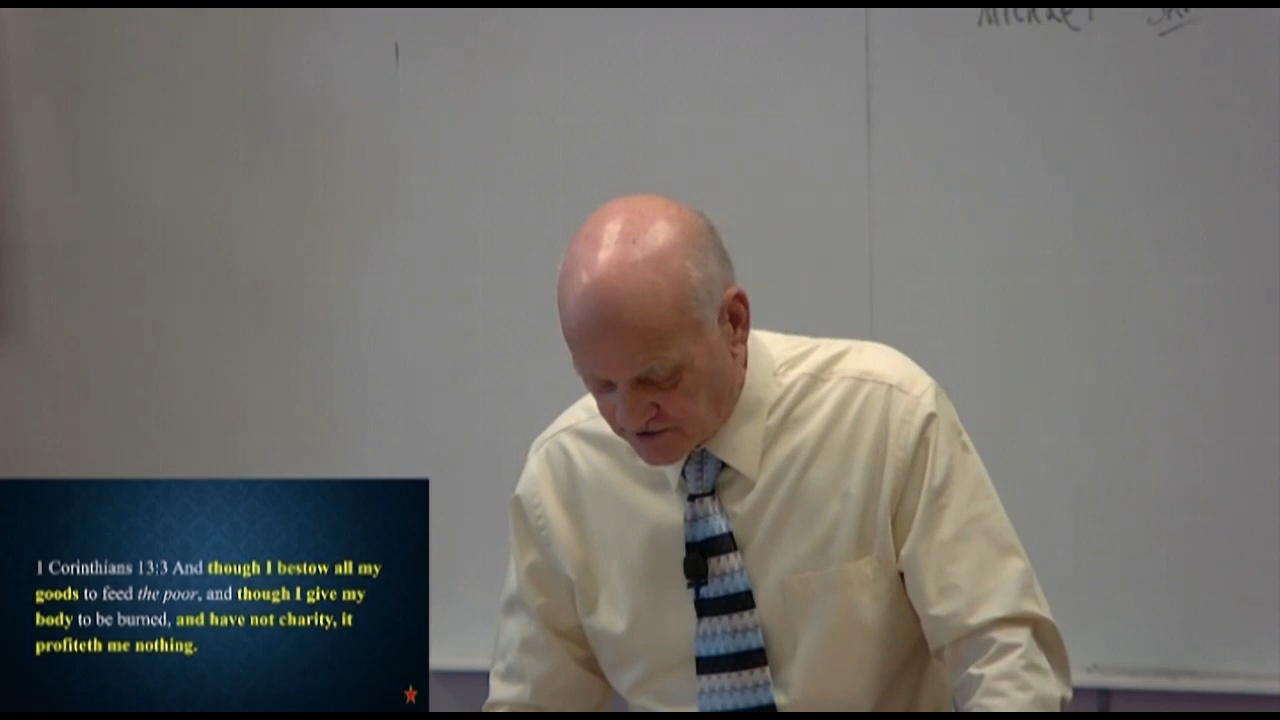 Michael
1 Corinthians 13:3 And though I bestow all my
goods to feed the poor, and though I give my
body to be burned, and have not charity, it
profiteth me nothing.